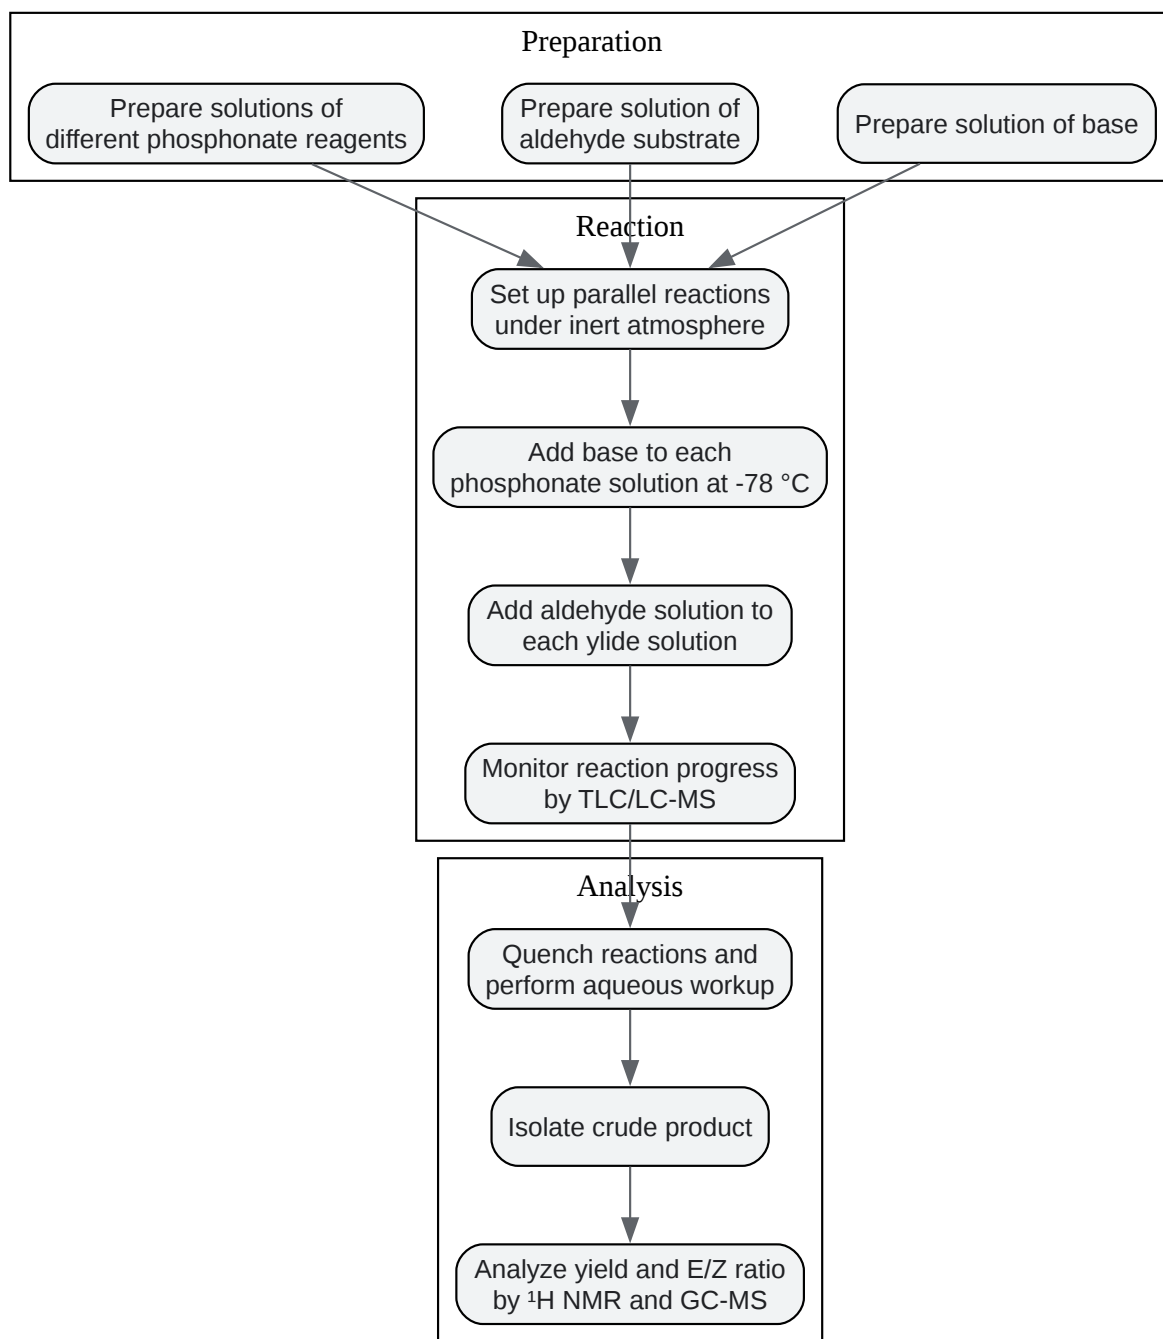 Preparation
Prepare solutions of
different phosphonate reagents
Prepare solution of
aldehyde substrate
Prepare solution of base
Reaction
Set up parallel reactions
under inert atmosphere
Add base to each
phosphonate solution at -78 °C
Add aldehyde solution to
each ylide solution
Monitor reaction progress
by TLC/LC-MS
Analysis
Quench reactions and
perform aqueous workup
Isolate crude product
Analyze yield and E/Z ratio
by ¹H NMR and GC-MS